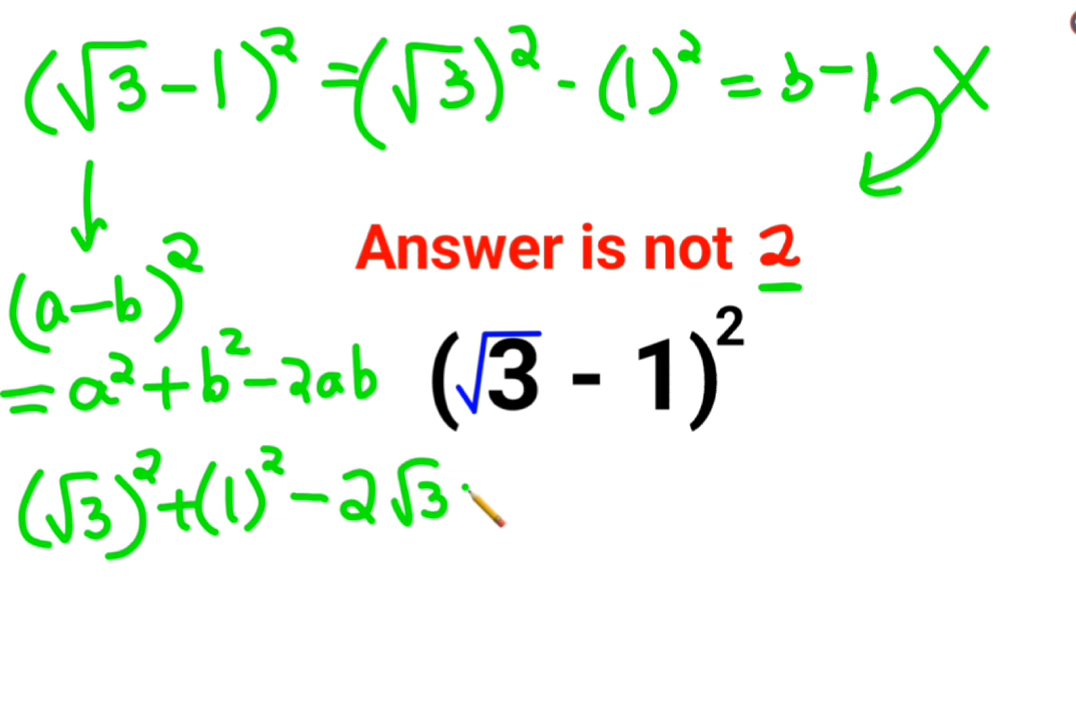 (√3-1)² = (√3)² - (1)² = 3-1 X
Answer is not 2
(a-b)²
= a²+b²-2ab
(√3 - 1)²
(√3)²+(1)²-2√3·